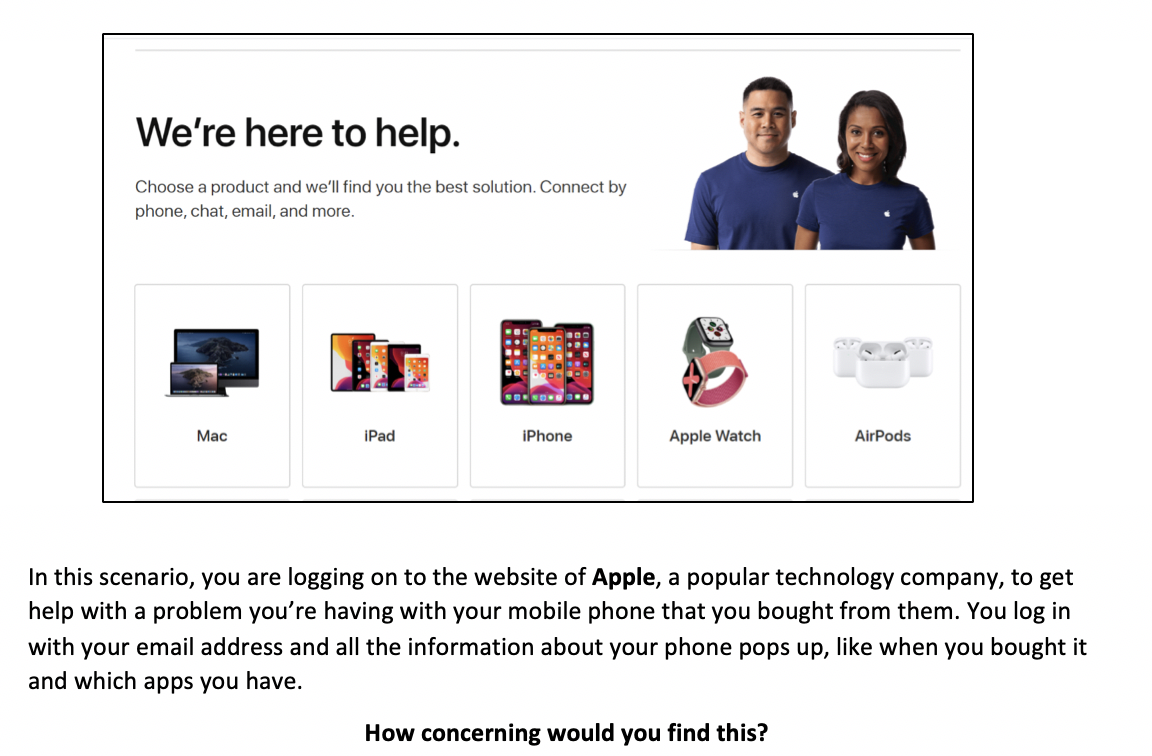 We're here to help.
Choose a product and we'll find you the best solution. Connect by
phone, chat, email, and more.
Mac
iPad
iPhone
Apple Watch
AirPods
In this scenario, you are logging on to the website of Apple, a popular technology company, to get
help with a problem you're having with your mobile phone that you bought from them. You log in
with your email address and all the information about your phone pops up, like when you bought it
and which apps you have.
How concerning would you find this?